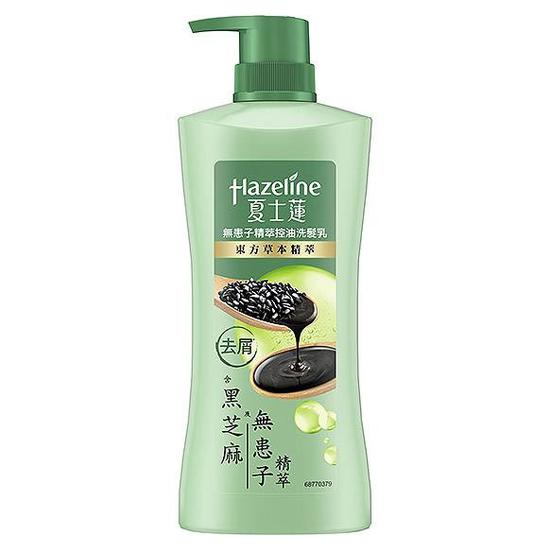 Hazeline
夏士蓮
無患子精萃控油洗髮乳
東方草本精萃
去屑
含
黑芝麻
及
無患子
精萃
68770379